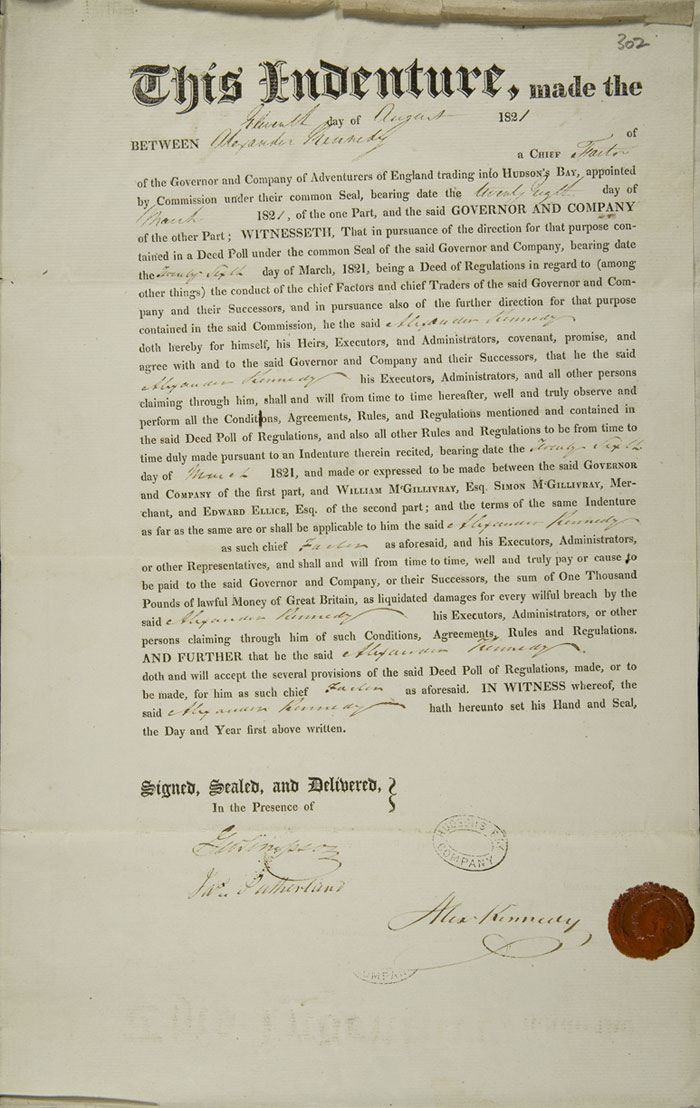 302
This Indenture, made the
Eleventh day of August 1821
BETWEEN Alexander Kennedy of
a CHIEF Factor
of the Governor and Company of Adventurers of England trading into HUDSON'S BAY, appointed
by Commission under their common Seal, bearing date the twenty eighth day of
March 1821, of the one Part, and the said GOVERNOR AND COMPANY
of the other Part; WITNESSETH, That in pursuance of the direction for that purpose con-
tained in a Deed Poll under the common Seal of the said Governor and Company, bearing date
the Twenty Sixth day of March, 1821, being a Deed of Regulations in regard to (among
other things) the conduct of the chief Factors and chief Traders of the said Governor and Com-
pany and their Successors, and in pursuance also of the further direction for that purpose
contained in the said Commission, he the said Alexander Kennedy
doth hereby for himself, his Heirs, Executors, and Administrators, covenant, promise, and
agree with and to the said Governor and Company and their Successors, that he the said
Alexander Kennedy his Executors, Administrators, and all other persons
claiming through him, shall and will from time to time hereafter, well and truly observe and
perform all the Conditions, Agreements, Rules, and Regulations mentioned and contained in
the said Deed Poll of Regulations, and also all other Rules and Regulations to be from time to
time duly made pursuant to an Indenture therein recited, bearing date the Twenty Sixth
day of March 1821, and made or expressed to be made between the said GOVERNOR
and COMPANY of the first part, and WILLIAM M'GILLIVRAY, Esq. SIMON M'GILLIVRAY, Mer-
chant, and EDWARD ELLICE, Esq. of the second part; and the terms of the same Indenture
as far as the same are or shall be applicable to him the said Alexander Kennedy
as such chief Factor as aforesaid, and his Executors, Administrators,
or other Representatives, and shall and will from time to time, well and truly pay or cause to
be paid to the said Governor and Company, or their Successors, the sum of One Thousand
Pounds of lawful Money of Great Britain, as liquidated damages for every wilful breach by the
said Alexander Kennedy his Executors, Administrators, or other
persons claiming through him of such Conditions, Agreements, Rules and Regulations.
AND FURTHER that he the said Alexander Kennedy
doth and will accept the several provisions of the said Deed Poll of Regulations, made, or to
be made, for him as such chief Factor as aforesaid. IN WITNESS whereof, the
said Alexander Kennedy hath hereunto set his Hand and Seal,
the Day and Year first above written.
Signed, Sealed, and Delivered,
In the Presence of
Geo Simpson
HUDSON'S BAY
COMPANY
Jas. Sutherland
Alex Kennedy
COMPANY